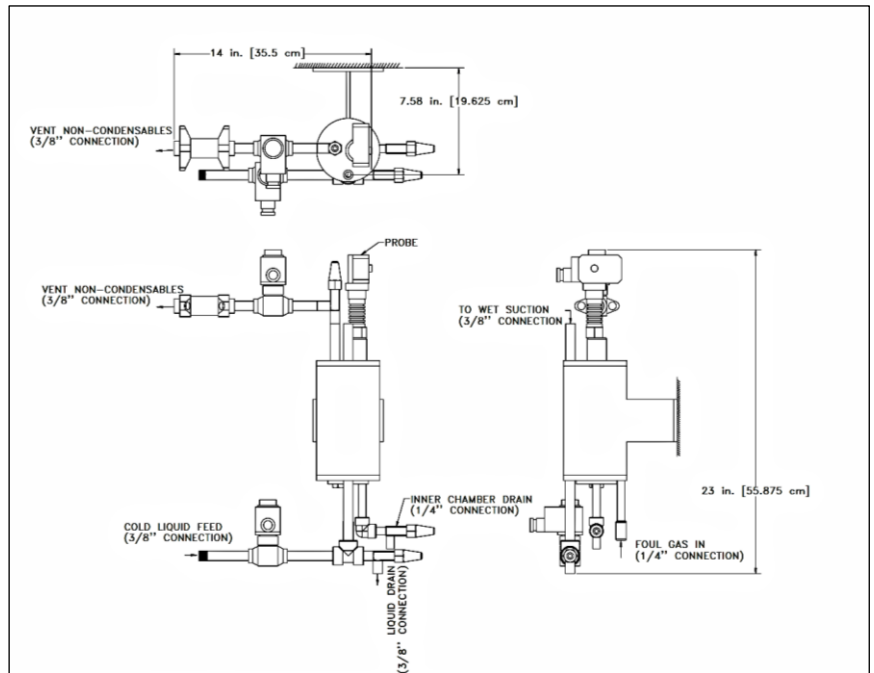 14 in. [35.5 cm]
7.58 in. [19.625 cm]
VENT NON-CONDENSABLES
(3/8'' CONNECTION)
PROBE
VENT NON-CONDENSABLES
(3/8'' CONNECTION)
TO WET SUCTION
(3/8'' CONNECTION
23 in. [55.875 cm]
INNER CHAMBER DRAIN
(1/4'' CONNECTION)
COLD LIQUID FEED
(3/8'' CONNECTION)
FOUL GAS IN
(1/4'' CONNECTION)
LIQUID DRAIN
(3/8'' CONNECTION)